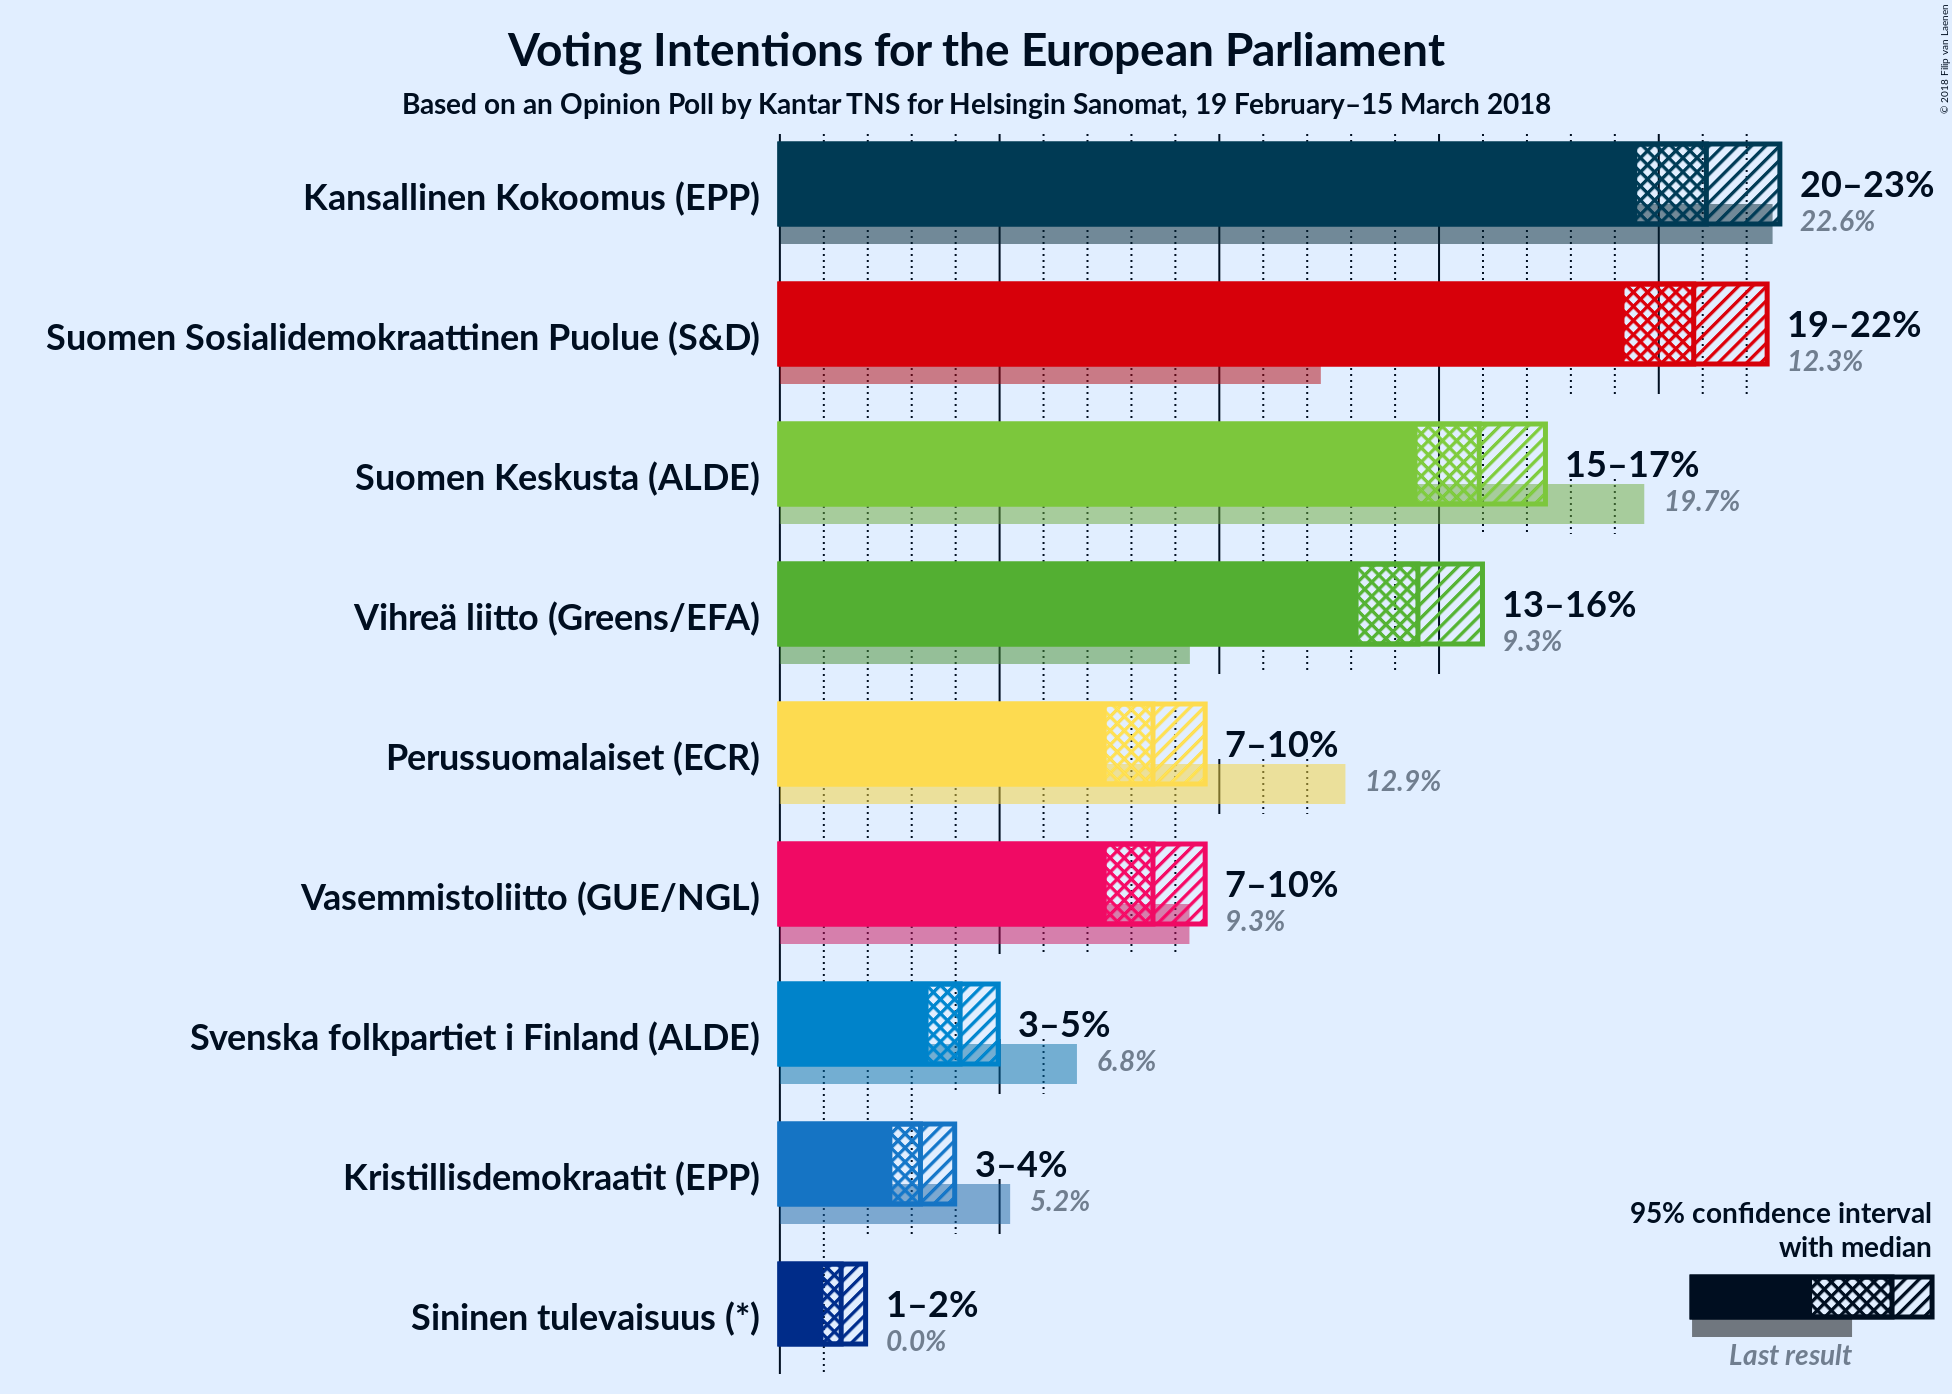 Voting Intentions for the European Parliament
Based on an Opinion Poll by Kantar TNS for Helsingin Sanomat, 19 February–15 March 2018
© 2018 Filip van Laenen
Kansallinen Kokoomus (EPP)
20–23%
22.6%
Suomen Sosialidemokraattinen Puolue (S&D)
19–22%
12.3%
Suomen Keskusta (ALDE)
15–17%
19.7%
Vihreä liitto (Greens/EFA)
13–16%
9.3%
Perussuomalaiset (ECR)
7–10%
12.9%
Vasemmistoliitto (GUE/NGL)
7–10%
9.3%
Svenska folkpartiet i Finland (ALDE)
3–5%
6.8%
Kristillisdemokraatit (EPP)
3–4%
5.2%
Sininen tulevaisuus (*)
1–2%
0.0%
95% confidence interval
with median
Last result